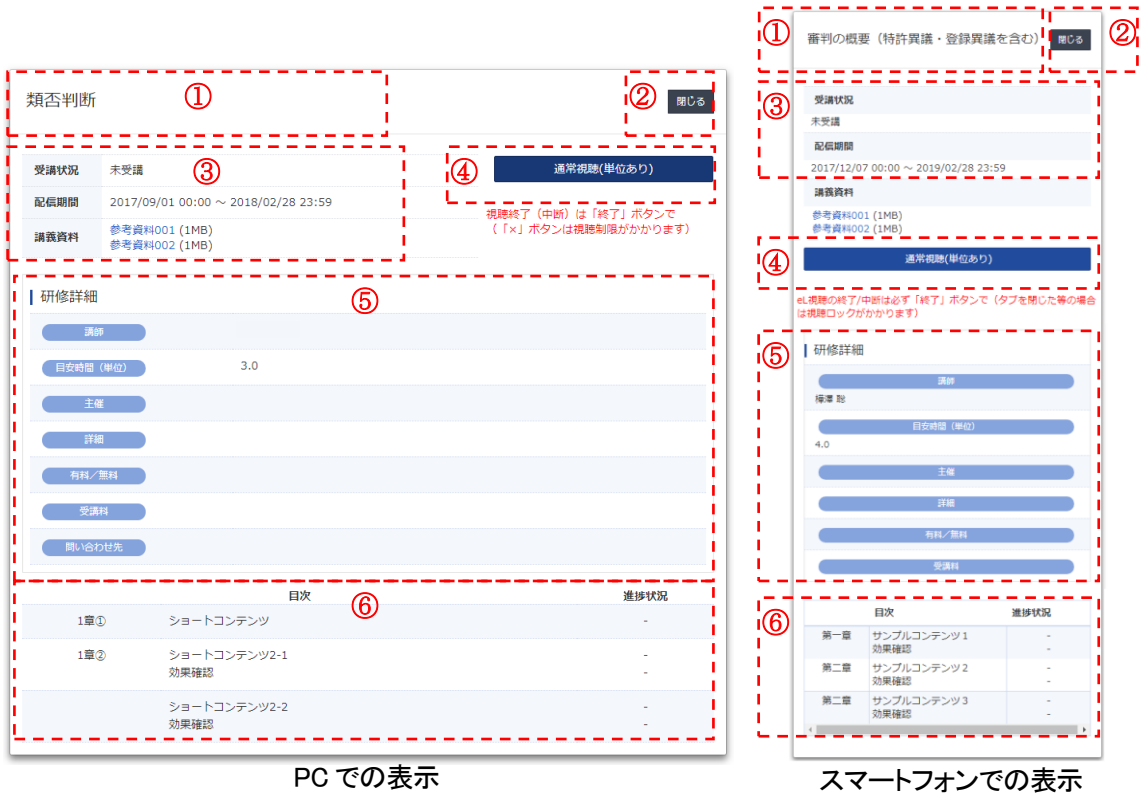 類否判断
①
②
閉じる
受講状況
未受講
③
配信期間
2017/09/01 00:00 ～ 2018/02/28 23:59
講義資料
参考資料001 (1MB)
参考資料002 (1MB)
④
通常視聴(単位あり)
視聴終了（中断）は「終了」ボタンで
（「×」ボタンは視聴制限がかかります）
研修詳細
⑤
講師
目安時間（単位）
3.0
主催
詳細
有料／無料
受講料
問い合わせ先
目次
⑥
進捗状況
1章①
ショートコンテンツ
-
1章②
ショートコンテンツ2-1
-
効果確認
-
ショートコンテンツ2-2
-
効果確認
-
PC での表示
①
審判の概要（特許異議・登録異議を含む）
閉じる
②
③
受講状況
未受講
配信期間
2017/12/07 00:00 ～ 2019/02/28 23:59
講義資料
参考資料001 (1MB)
参考資料002 (1MB)
④
通常視聴(単位あり)
eL視聴の終了/中断は必ず「終了」ボタンで（タブを閉じた等の場合
は視聴ロックがかかります）
⑤
研修詳細
講師
樺澤 聡
目安時間（単位）
4.0
主催
詳細
有料／無料
受講料
⑥
目次
進捗状況
第一章
サンプルコンテンツ１
-
効果確認
-
第二章
サンプルコンテンツ２
-
効果確認
-
第二章
サンプルコンテンツ３
-
効果確認
-
スマートフォンでの表示